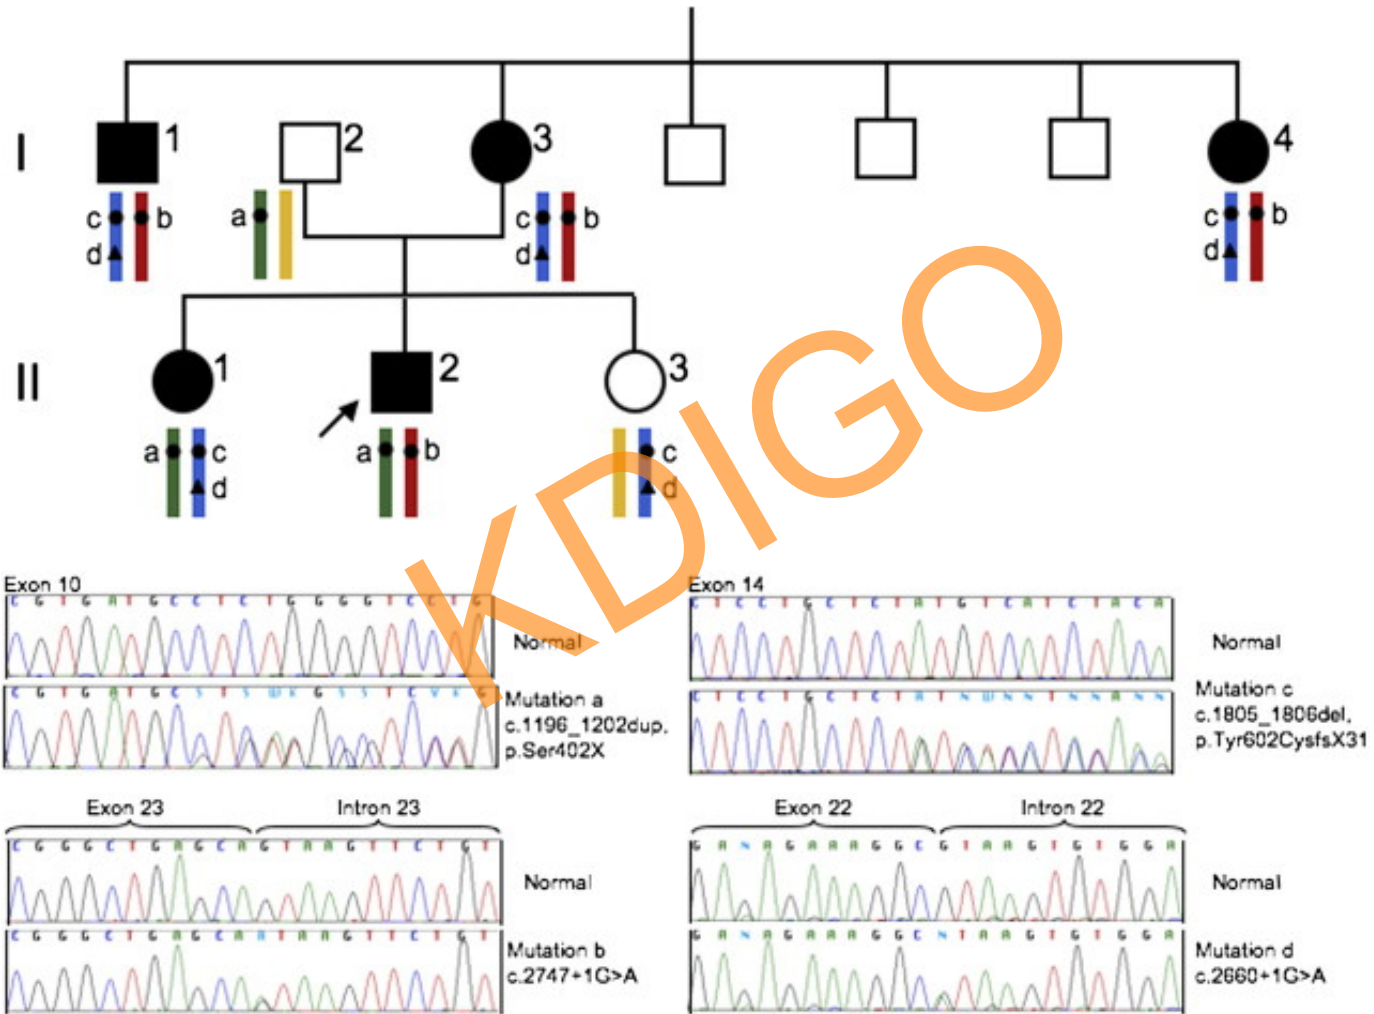 I
1
2
3
4
c b
d
a
c b
d
c b
d
II
1
2
3
a c
d
a b
c
d
KDIGO
Exon 10
C G T G A T G C C T C T G G G G T C C T G
Normal
C G T G A T G C S T S W K G S S T C Y K G
Mutation a
c.1196_1202dup,
p.Ser402X
Exon 14
C T C C T G C T C T A T G T C A T C T A C A
Normal
C T C C T G C T C T A T N W N N T N N A N N
Mutation c
c.1805_1806del,
p.Tyr602CysfsX31
Exon 23 Intron 23
C G G G C T G A G C A G T A A G T T C T G T
Normal
C G G G C T G A G C A R T A A G T T C T G T
Mutation b
c.2747+1G>A
Exon 22 Intron 22
G A N A G A A A G G C G T A A G T G T G G A
Normal
G A N A G A A A G G C N T A A G T G T G G A
Mutation d
c.2660+1G>A